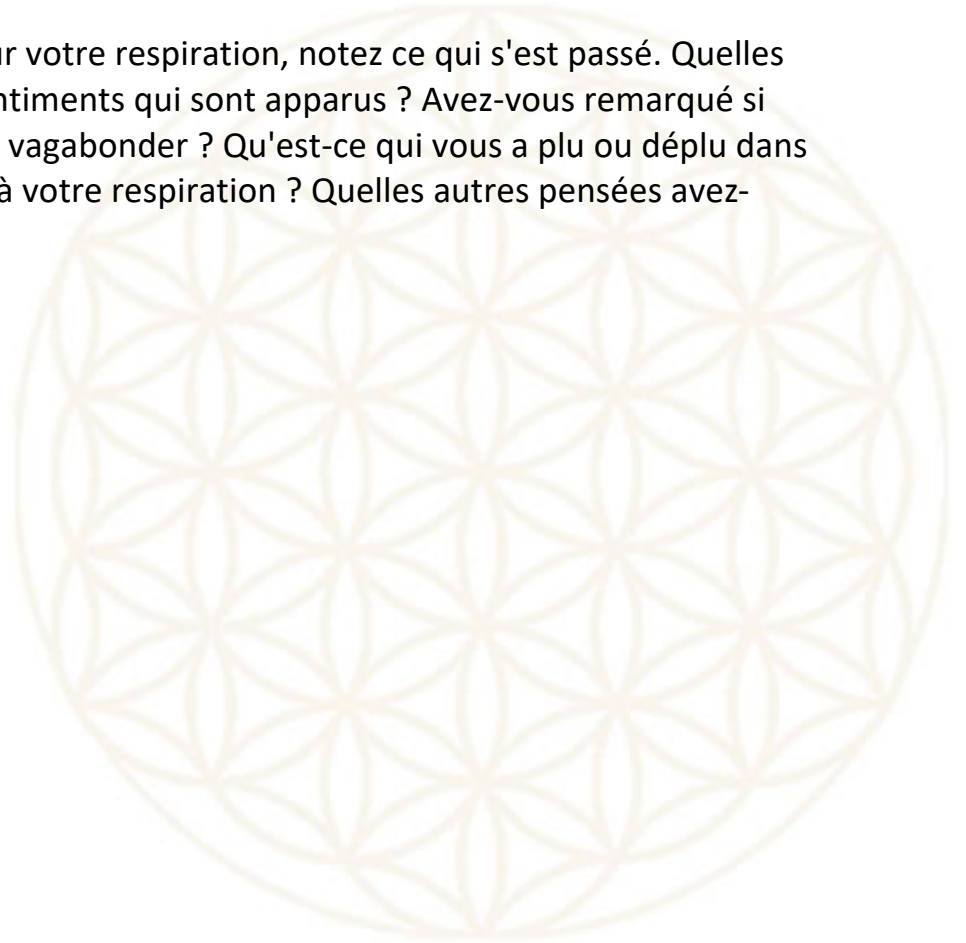 ur votre respiration, notez ce qui s'est passé. Quelles
ntiments qui sont apparus ? Avez-vous remarqué si
vagabonder ? Qu'est-ce qui vous a plu ou déplu dans
à votre respiration ? Quelles autres pensées avez-